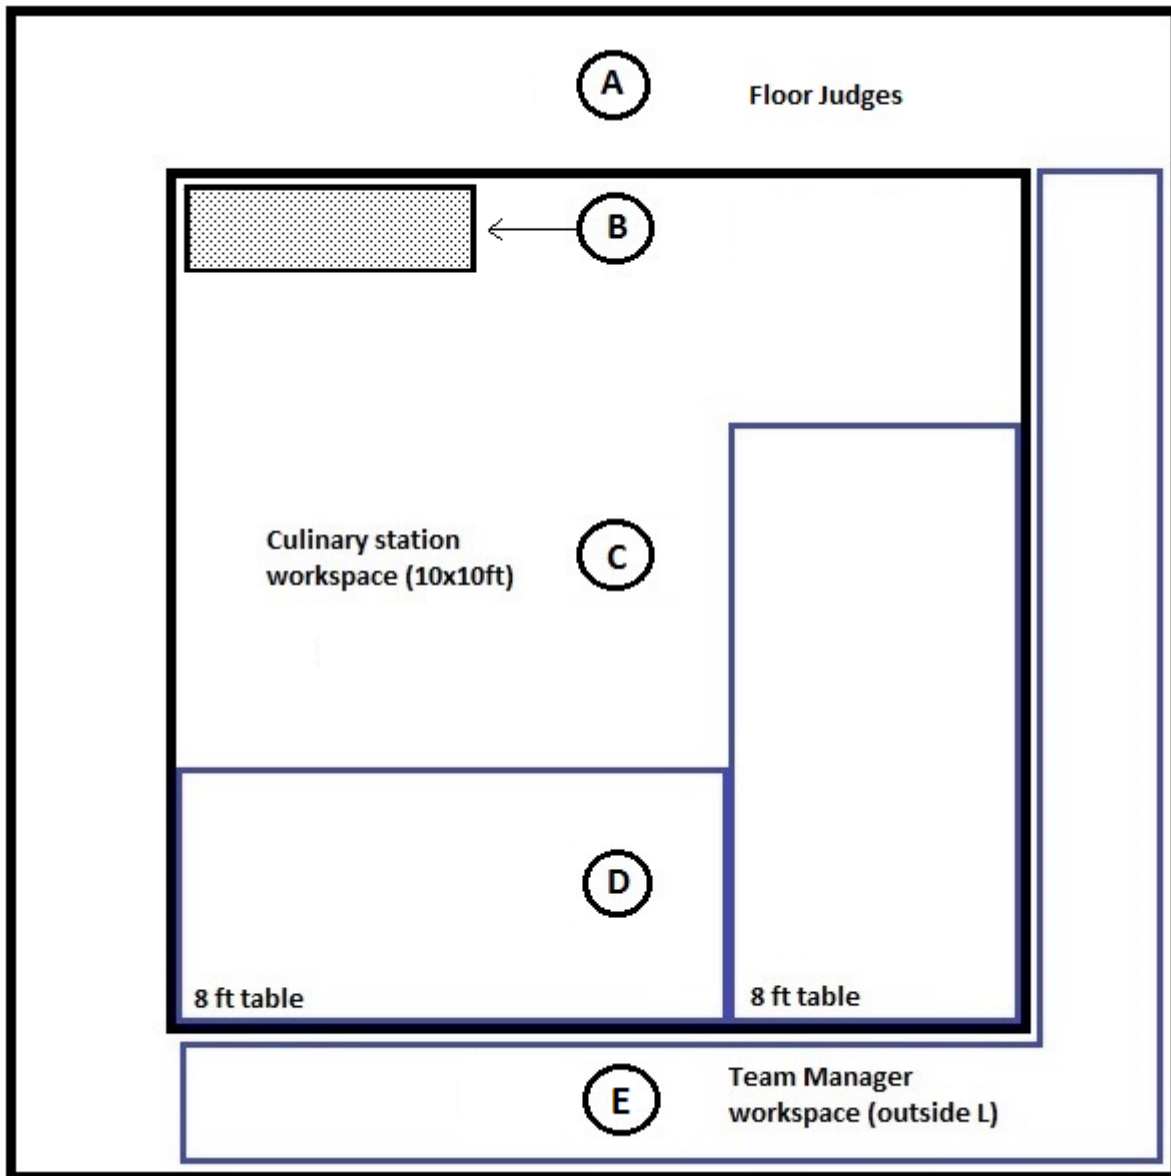 A
Floor Judges
B
Culinary station
workspace (10x10ft)
C
D
8 ft table
8 ft table
E
Team Manager
workspace (outside L)